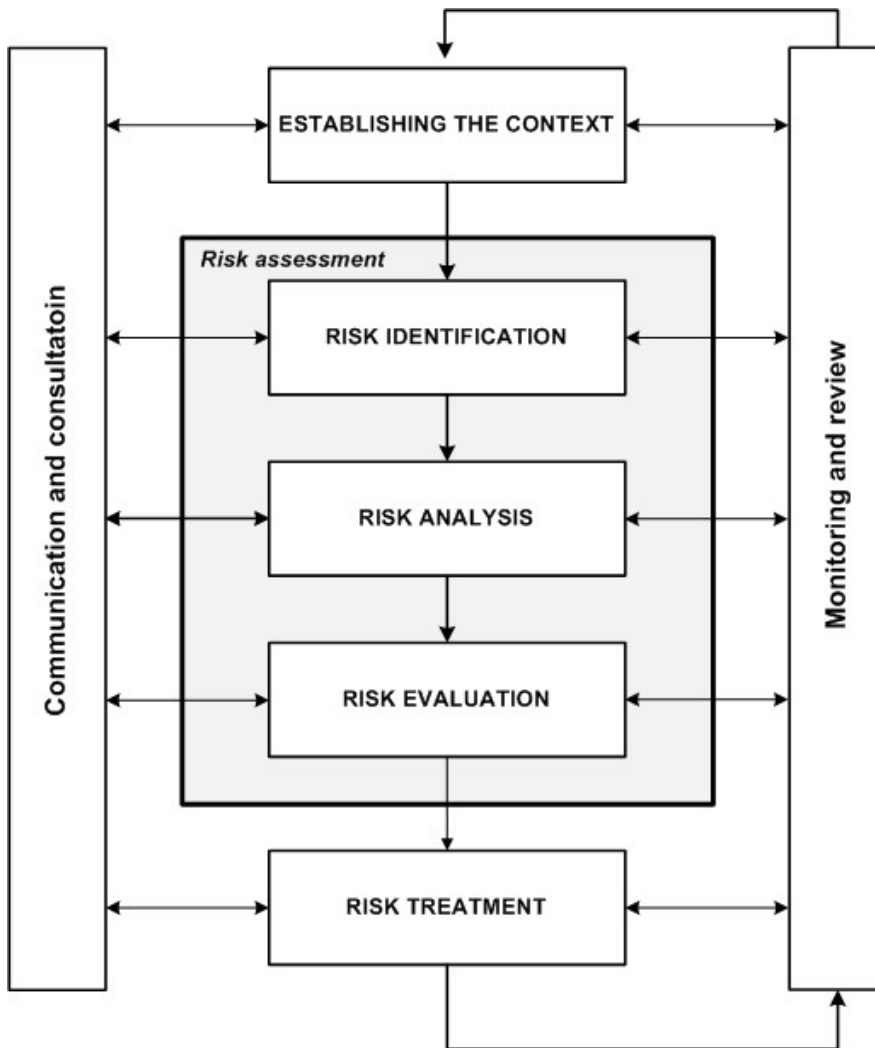 ESTABLISHING THE CONTEXT
Risk assessment
RISK IDENTIFICATION
RISK ANALYSIS
RISK EVALUATION
RISK TREATMENT
Communication and consultatoin
Monitoring and review